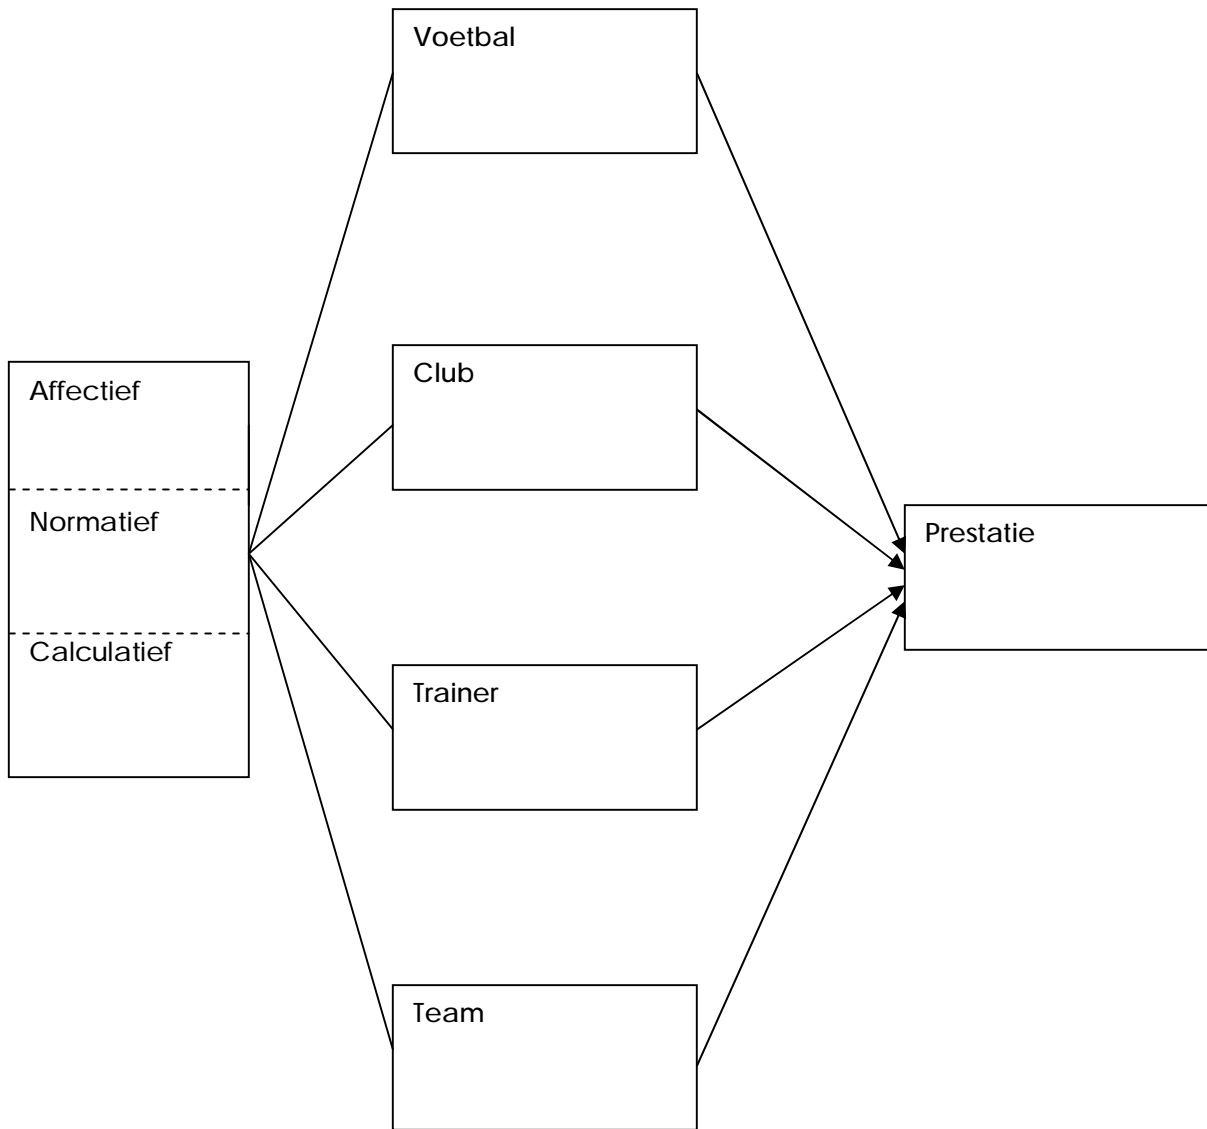 Voetbal
Club
Affectief
Normatief
Prestatie
Calculatief
Trainer
Team